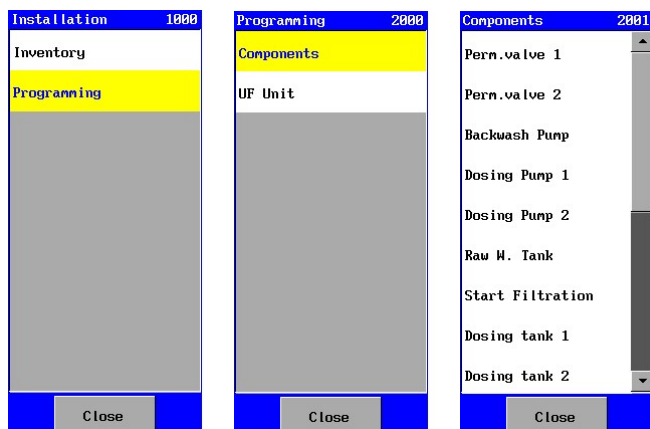 Installation 1000
Inventory
Programming
Close
Programming 2000
Components
UF Unit
Close
Components 2001
Perm.valve 1
Perm.valve 2
Backwash Pump
Dosing Pump 1
Dosing Pump 2
Raw W. Tank
Start Filtration
Dosing tank 1
Dosing tank 2
Close